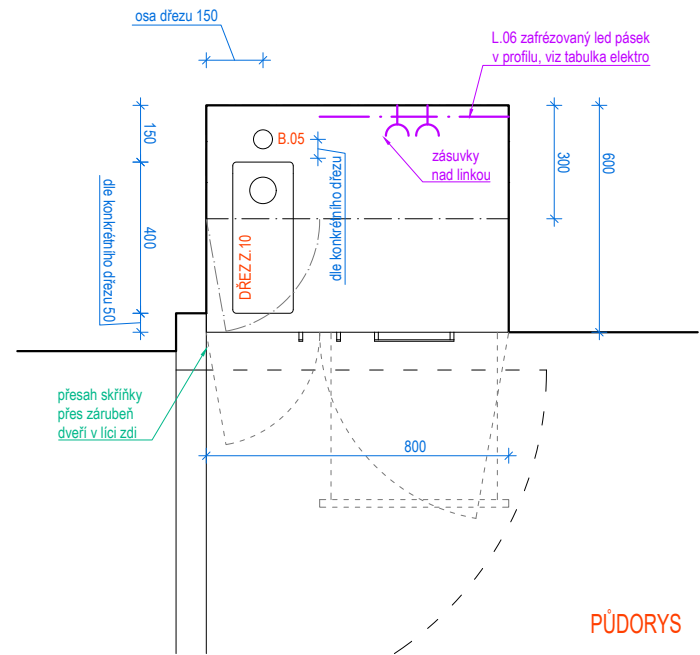 osa dřezu 150
L.06 zafrézovaný led pásek
v profilu, viz tabulka elektro
150
B.05
zásuvky
nad linkou
300
600
dle konkrétního dřezu
400
dle konkrétního dřezu 50
DŘEZ Z.10
přesah skříňky
přes zárubeň
dveří v líci zdi
800
PŮDORYS